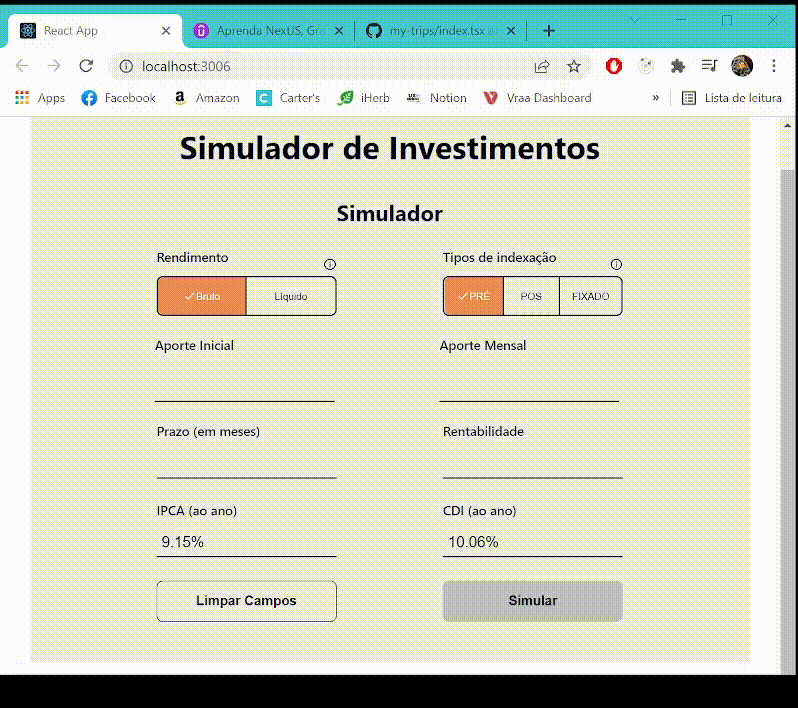 React App
Aprenda NextJS, Gra
my-trips/index.tsx at
localhost:3006
Apps Facebook Amazon Carter's iHerb Notion Vraa Dashboard » Lista de leitura
Simulador de Investimentos
Simulador
Rendimento Tipos de indexação
Bruto Líquido PRÉ POS FIXADO
Aporte Inicial Aporte Mensal
Prazo (em meses) Rentabilidade
IPCA (ao ano) CDI (ao ano)
9.15% 10.06%
Limpar Campos Simular